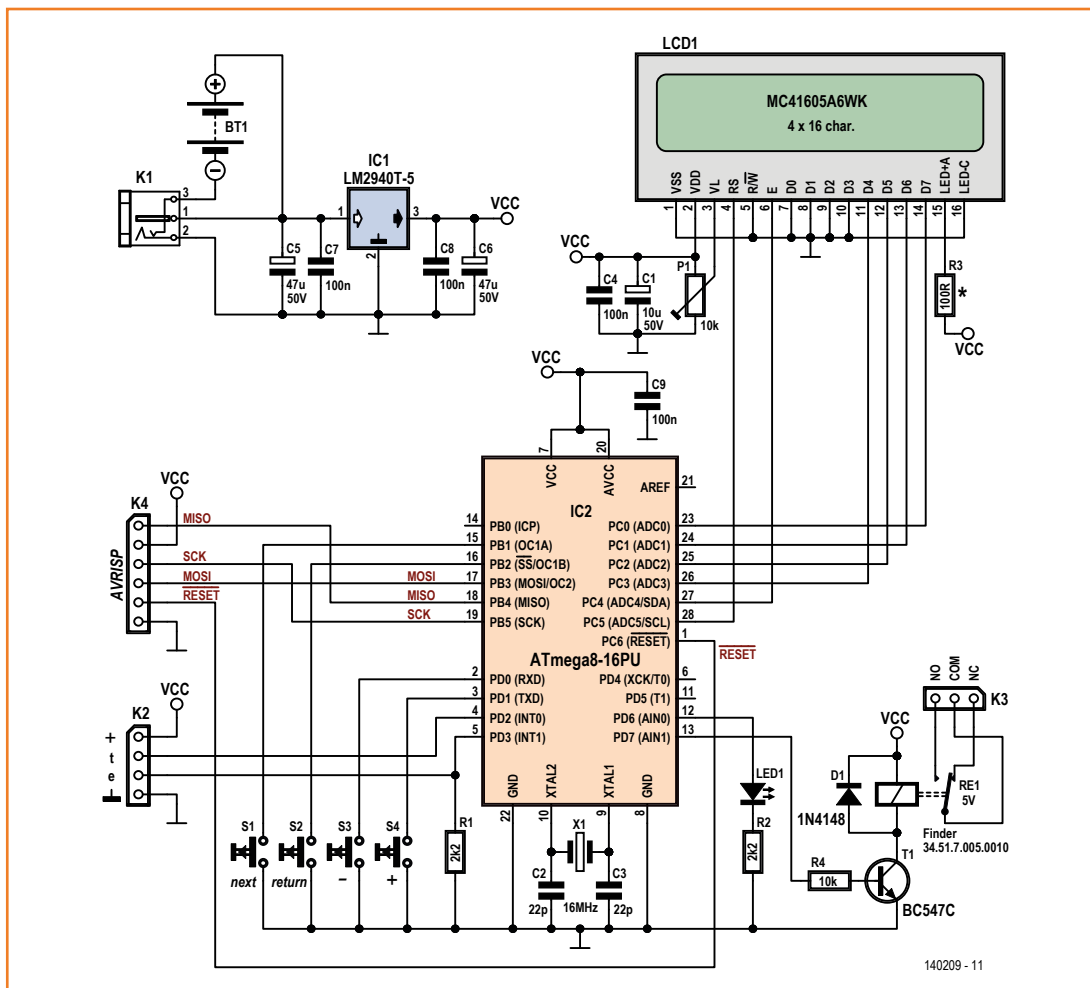 LCD1
MC41605A6WK
4 x 16 char.
VSS
VDD
VL
RS
R/W
E
D0
D1
D2
D3
D4
D5
D6
D7
LED+A
LED-C
1
2
3
4
5
6
7
8
9
10
11
12
13
14
15
16
BT1
K1
3
1
2
IC1
LM2940T-5
1
3
2
VCC
C5
47u
50V
C7
100n
C8
100n
C6
47u
50V
VCC
C4
100n
C1
10u
50V
P1
10k
R3
100R
*
VCC
VCC
C9
100n
7
20
VCC
AVCC
AREF
21
IC2
K4
VCC
AVRISP
MISO
SCK
MOSI
RESET
MOSI
MISO
SCK
14
PB0 (ICP)
15
PB1 (OC1A)
16
PB2 (SS/OC1B)
17
PB3 (MOSI/OC2)
18
PB4 (MISO)
19
PB5 (SCK)
PC0 (ADC0)
23
PC1 (ADC1)
24
PC2 (ADC2)
25
PC3 (ADC3)
26
PC4 (ADC4/SDA)
27
PC5 (ADC5/SCL)
28
PC6 (RESET)
1
RESET
ATmega8-16PU
2
PD0 (RXD)
3
PD1 (TXD)
4
PD2 (INT0)
5
PD3 (INT1)
PD4 (XCK/T0)
6
PD5 (T1)
11
PD6 (AIN0)
12
PD7 (AIN1)
13
GND
XTAL2
XTAL1
GND
22
10
9
8
K2
VCC
+
t
e
S1
next
S2
return
S3
–
S4
+
R1
2k2
X1
C2
22p
16MHz
C3
22p
LED1
R2
2k2
NO
COM
NC
K3
VCC
D1
1N4148
RE1
5V
Finder
34.51.7.005.0010
R4
10k
T1
BC547C
140209 - 11